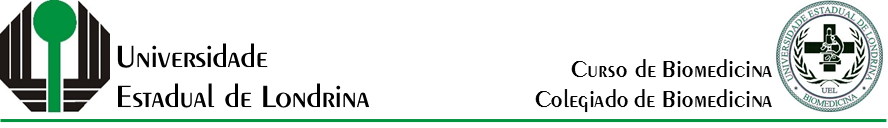 Universidade
Estadual de Londrina
Curso de Biomedicina
Colegiado de Biomedicina
UNIVERSIDADE ESTADUAL DE LONDRINA
UEL
BIOMEDICINA